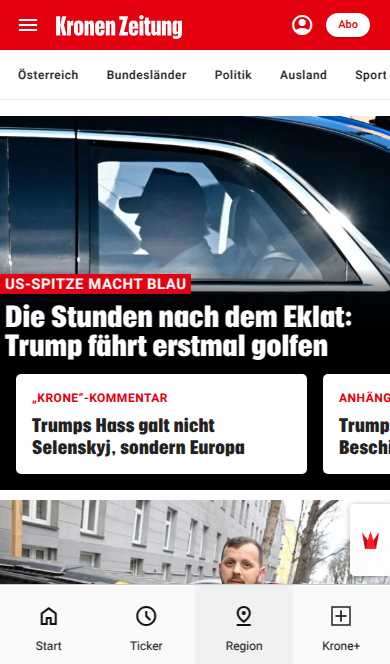 Kronen Zeitung
Abo
Österreich Bundesländer Politik Ausland Sport
US-SPITZE MACHT BLAU
Die Stunden nach dem Eklat:
Trump fährt erstmal golfen
„KRONE“-KOMMENTAR
Trumps Hass galt nicht
Selenskyj, sondern Europa
ANHÄNG
Trump
Beschi
Start Ticker Region Krone+